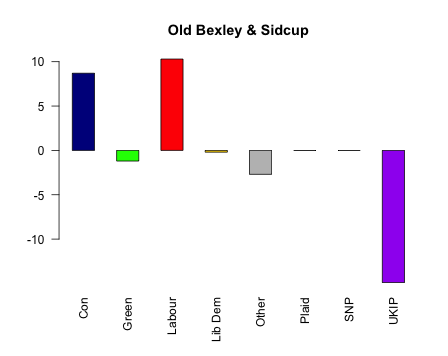 Old Bexley & Sidcup
10
5
0
-5
-10
Con
Green
Labour
Lib Dem
Other
Plaid
SNP
UKIP